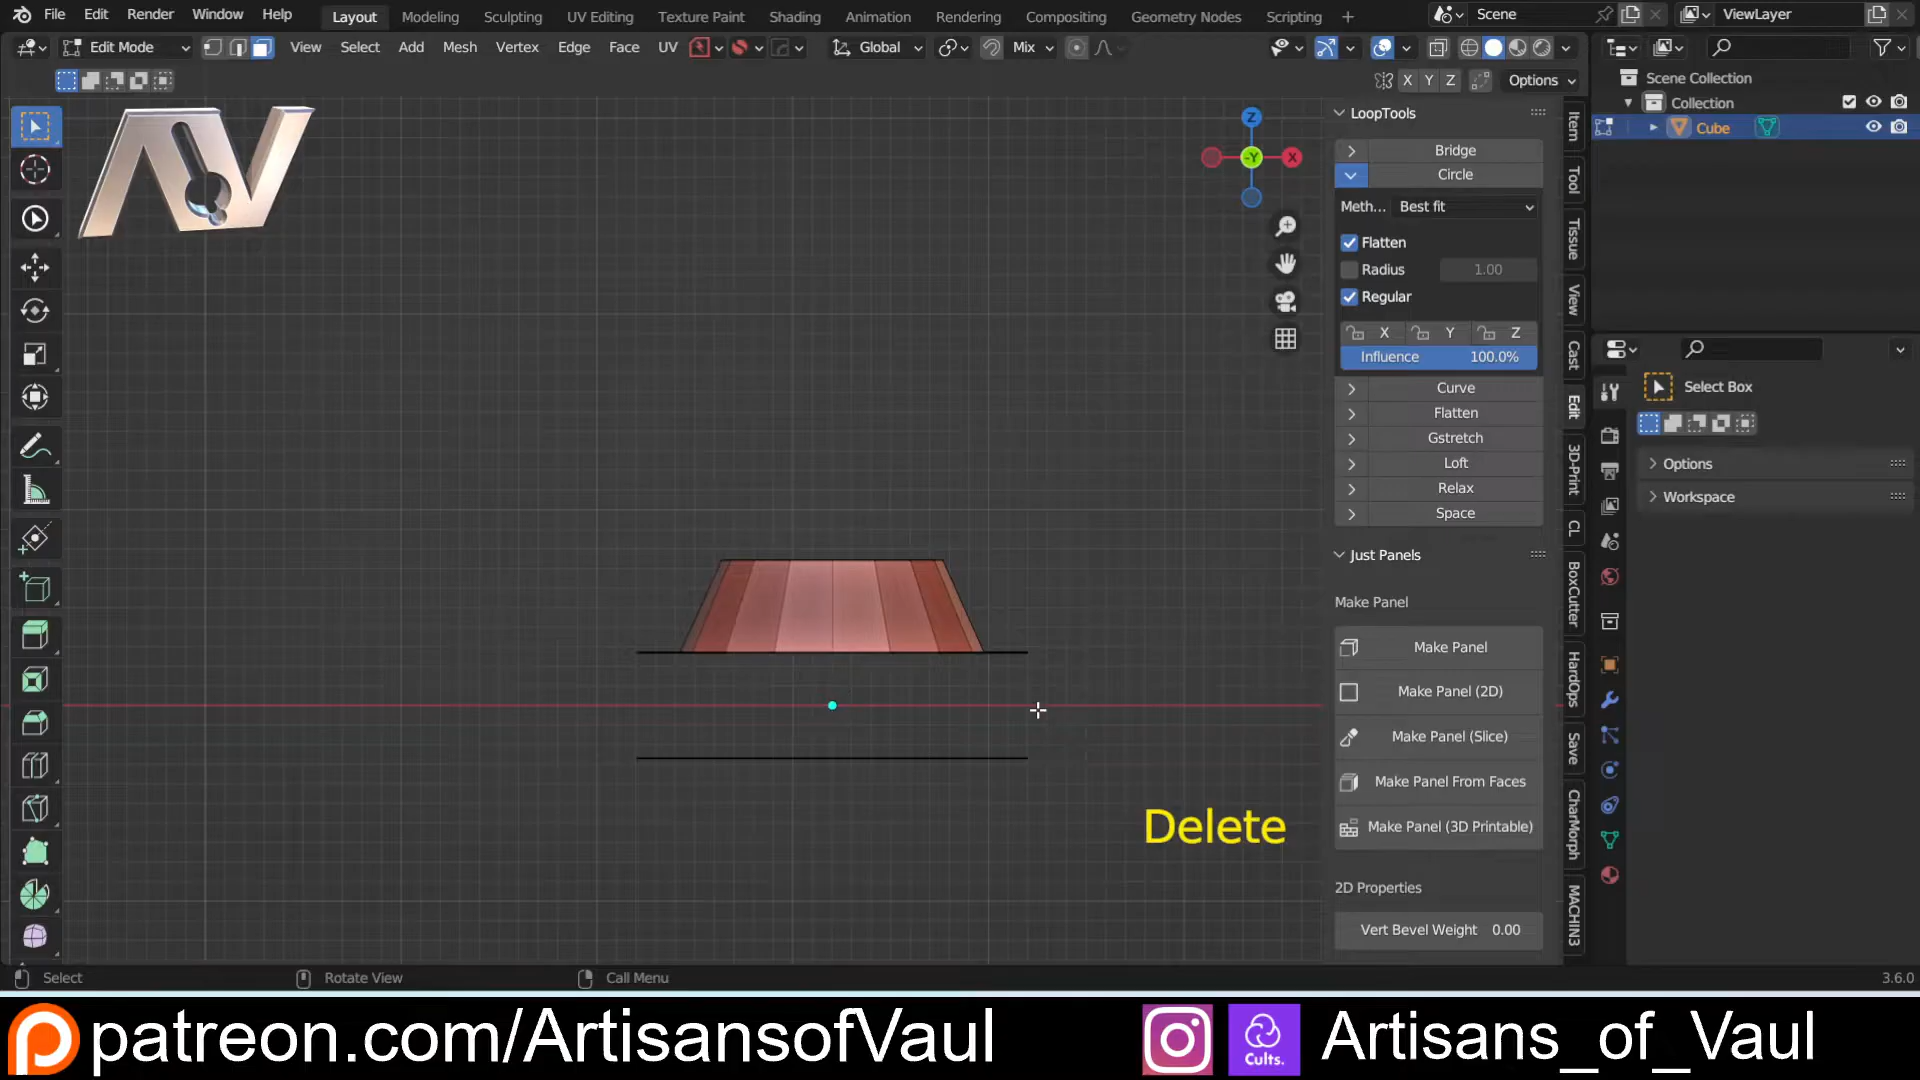 File Edit Render Window Help Layout Modeling Sculpting UV Editing Texture Paint Shading Animation Rendering Compositing Geometry Nodes Scripting + Scene ViewLayer
Edit Mode View Select Add Mesh Vertex Edge Face UV Global Mix
X Y Z Options
Scene Collection
Collection
Cube
LoopTools
Bridge
Circle
Meth... Best fit
Flatten
Radius 1.00
Regular
X Y Z
Influence 100.0%
Curve
Flatten
Gstretch
Loft
Relax
Space
Just Panels
Make Panel
Make Panel
Make Panel (2D)
Make Panel (Slice)
Make Panel From Faces
Make Panel (3D Printable)
2D Properties
Vert Bevel Weight 0.00
Item
Tool
Tissue
View
Cast
Edit
3D-Print
CL
BoxCutter
HardOps
Save
CharMorph
MACHIN3
Select Box
Options
Workspace
Z
-Y
X
Delete
Select Rotate View Call Menu 3.6.0
patreon.com/ArtisansofVaul
Cults.
Artisans_of_Vaul